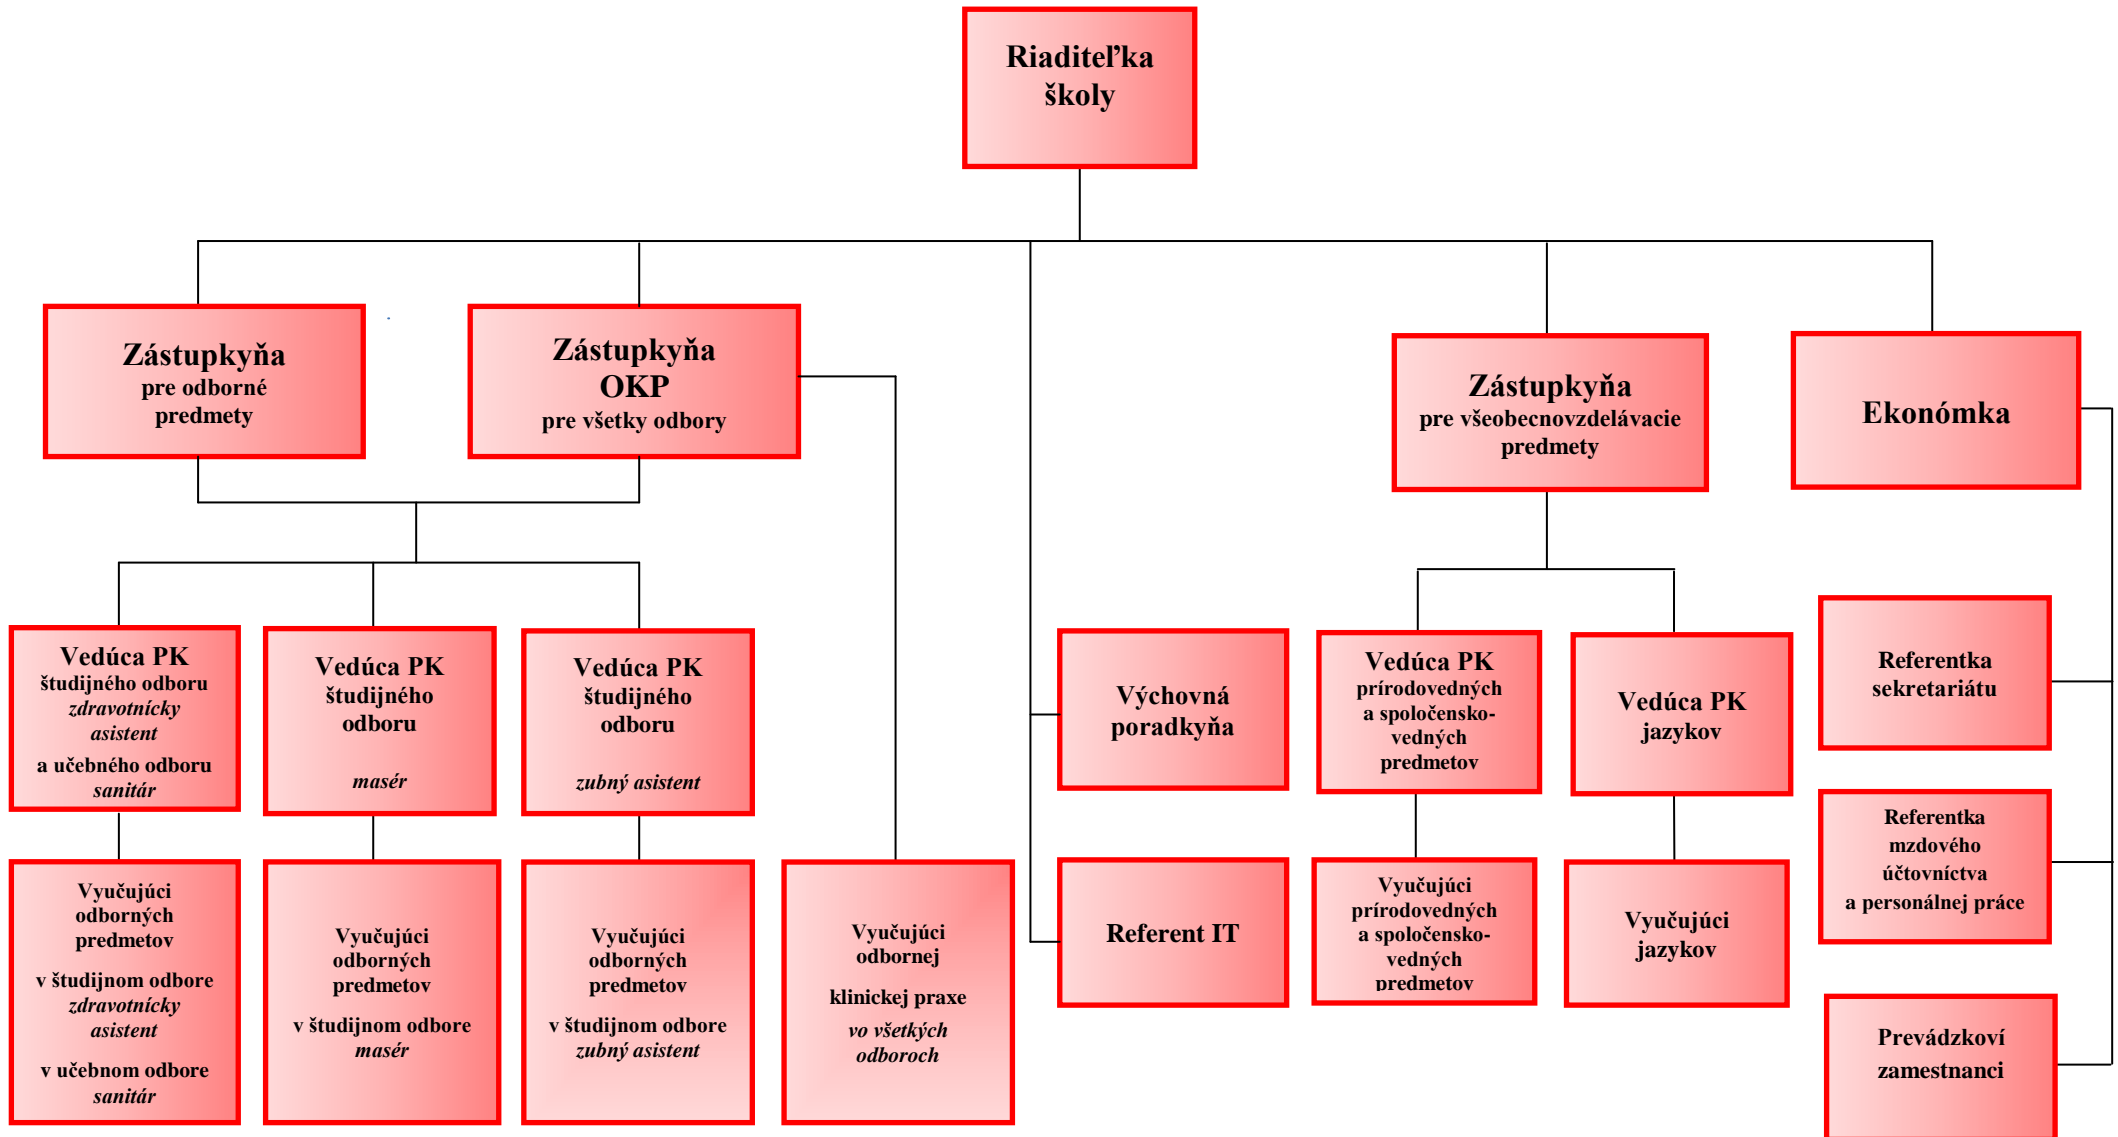 Riaditeľka
školy
Zástupkyňa
pre odborné
predmety
Zástupkyňa
OKP
pre všetky odbory
Zástupkyňa
pre všeobecnovzdelávacie
predmety
Ekonómka
Vedúca PK
študijného odboru
zdravotnícky
asistent
a učebného odboru
sanitár
Vedúca PK
študijného
odboru
masér
Vedúca PK
študijného
odboru
zubný asistent
Výchovná
poradkyňa
Vedúca PK
prírodovedných
a spoločensko-
vedných
predmetov
Vedúca PK
jazykov
Referentka
sekretariátu
Referentka
mzdového
účtovníctva
a personálnej práce
Vyučujúci
odborných
predmetov
v študijnom odbore
zdravotnícky
asistent
v učebnom odbore
sanitár
Vyučujúci
odborných
predmetov
v študijnom odbore
masér
Vyučujúci
odborných
predmetov
v študijnom odbore
zubný asistent
Vyučujúci
odbornej
klinickej praxe
vo všetkých
odboroch
Referent IT
Vyučujúci
prírodovedných
a spoločensko-
vedných
predmetov
Vyučujúci
jazykov
Prevádzkoví
zamestnanci